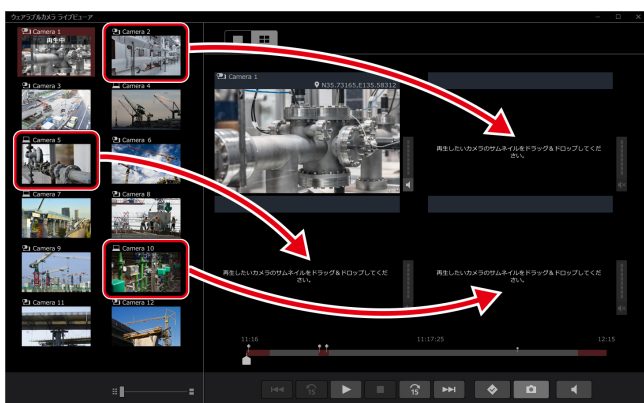 ウェアラブルカメラ ライブビューア
Camera 1
再生中
Camera 2
Camera 3
Camera 4
Camera 5
Camera 6
Camera 7
Camera 8
Camera 9
Camera 10
Camera 11
Camera 12
Camera 1
N35.73165,E135.58312
再生したいカメラのサムネイルをドラッグ&ドロップしてくだ
さい。
再生したいカメラのサムネイルをドラッグ&ドロップしてくだ
さい。
再生したいカメラのサムネイルをドラッグ&ドロップしてくだ
さい。
11:16
11:17:25
12:15
15
15